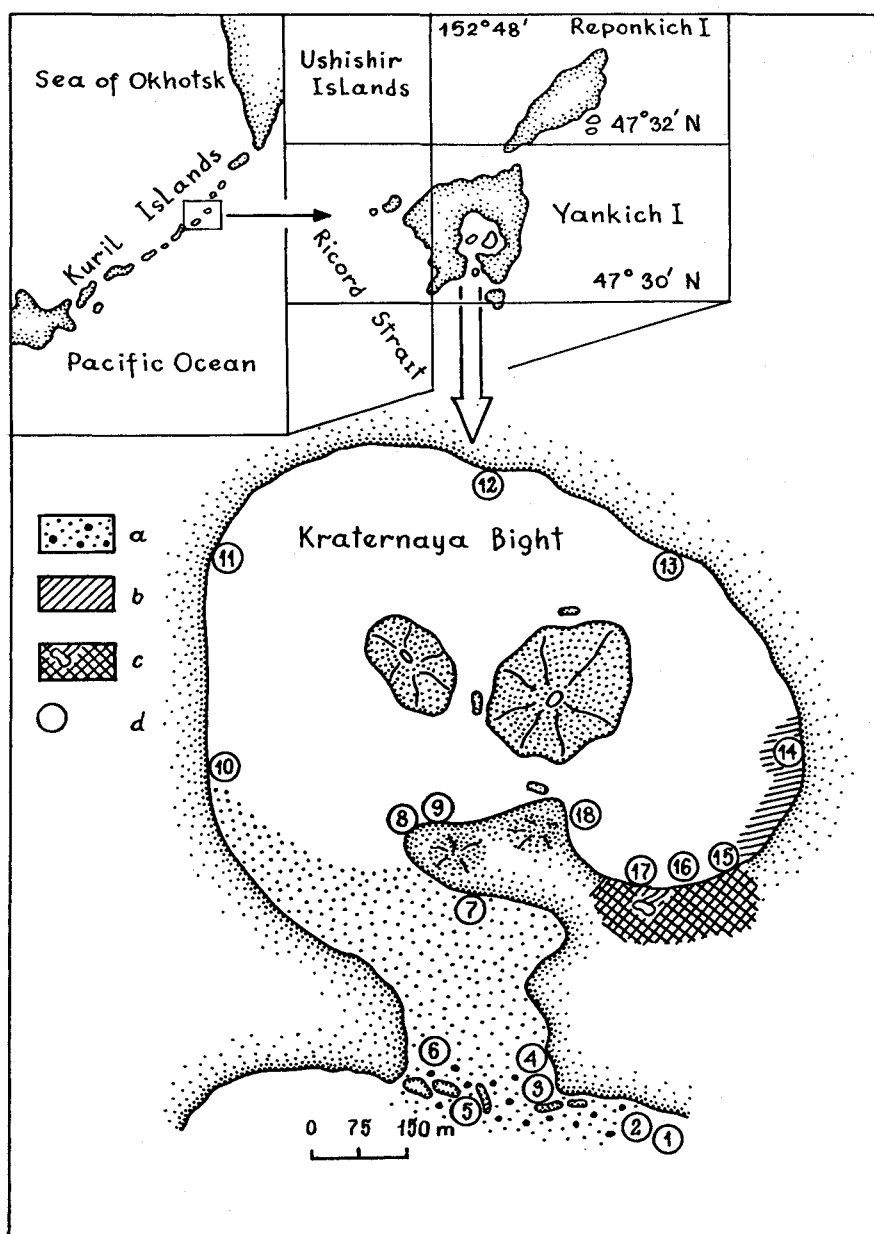 Sea of Okhotsk
Kuril Islands
Pacific Ocean
Ushishir
Islands
152°48'
Reponkich I
47°32' N
Yankich I
47°30' N
Ricord Strait
Kraternaya Bight
a
b
c
d
12
11
13
14
10
8
9
18
17
16
15
7
6
4
3
5
2
1
0 75 150 m